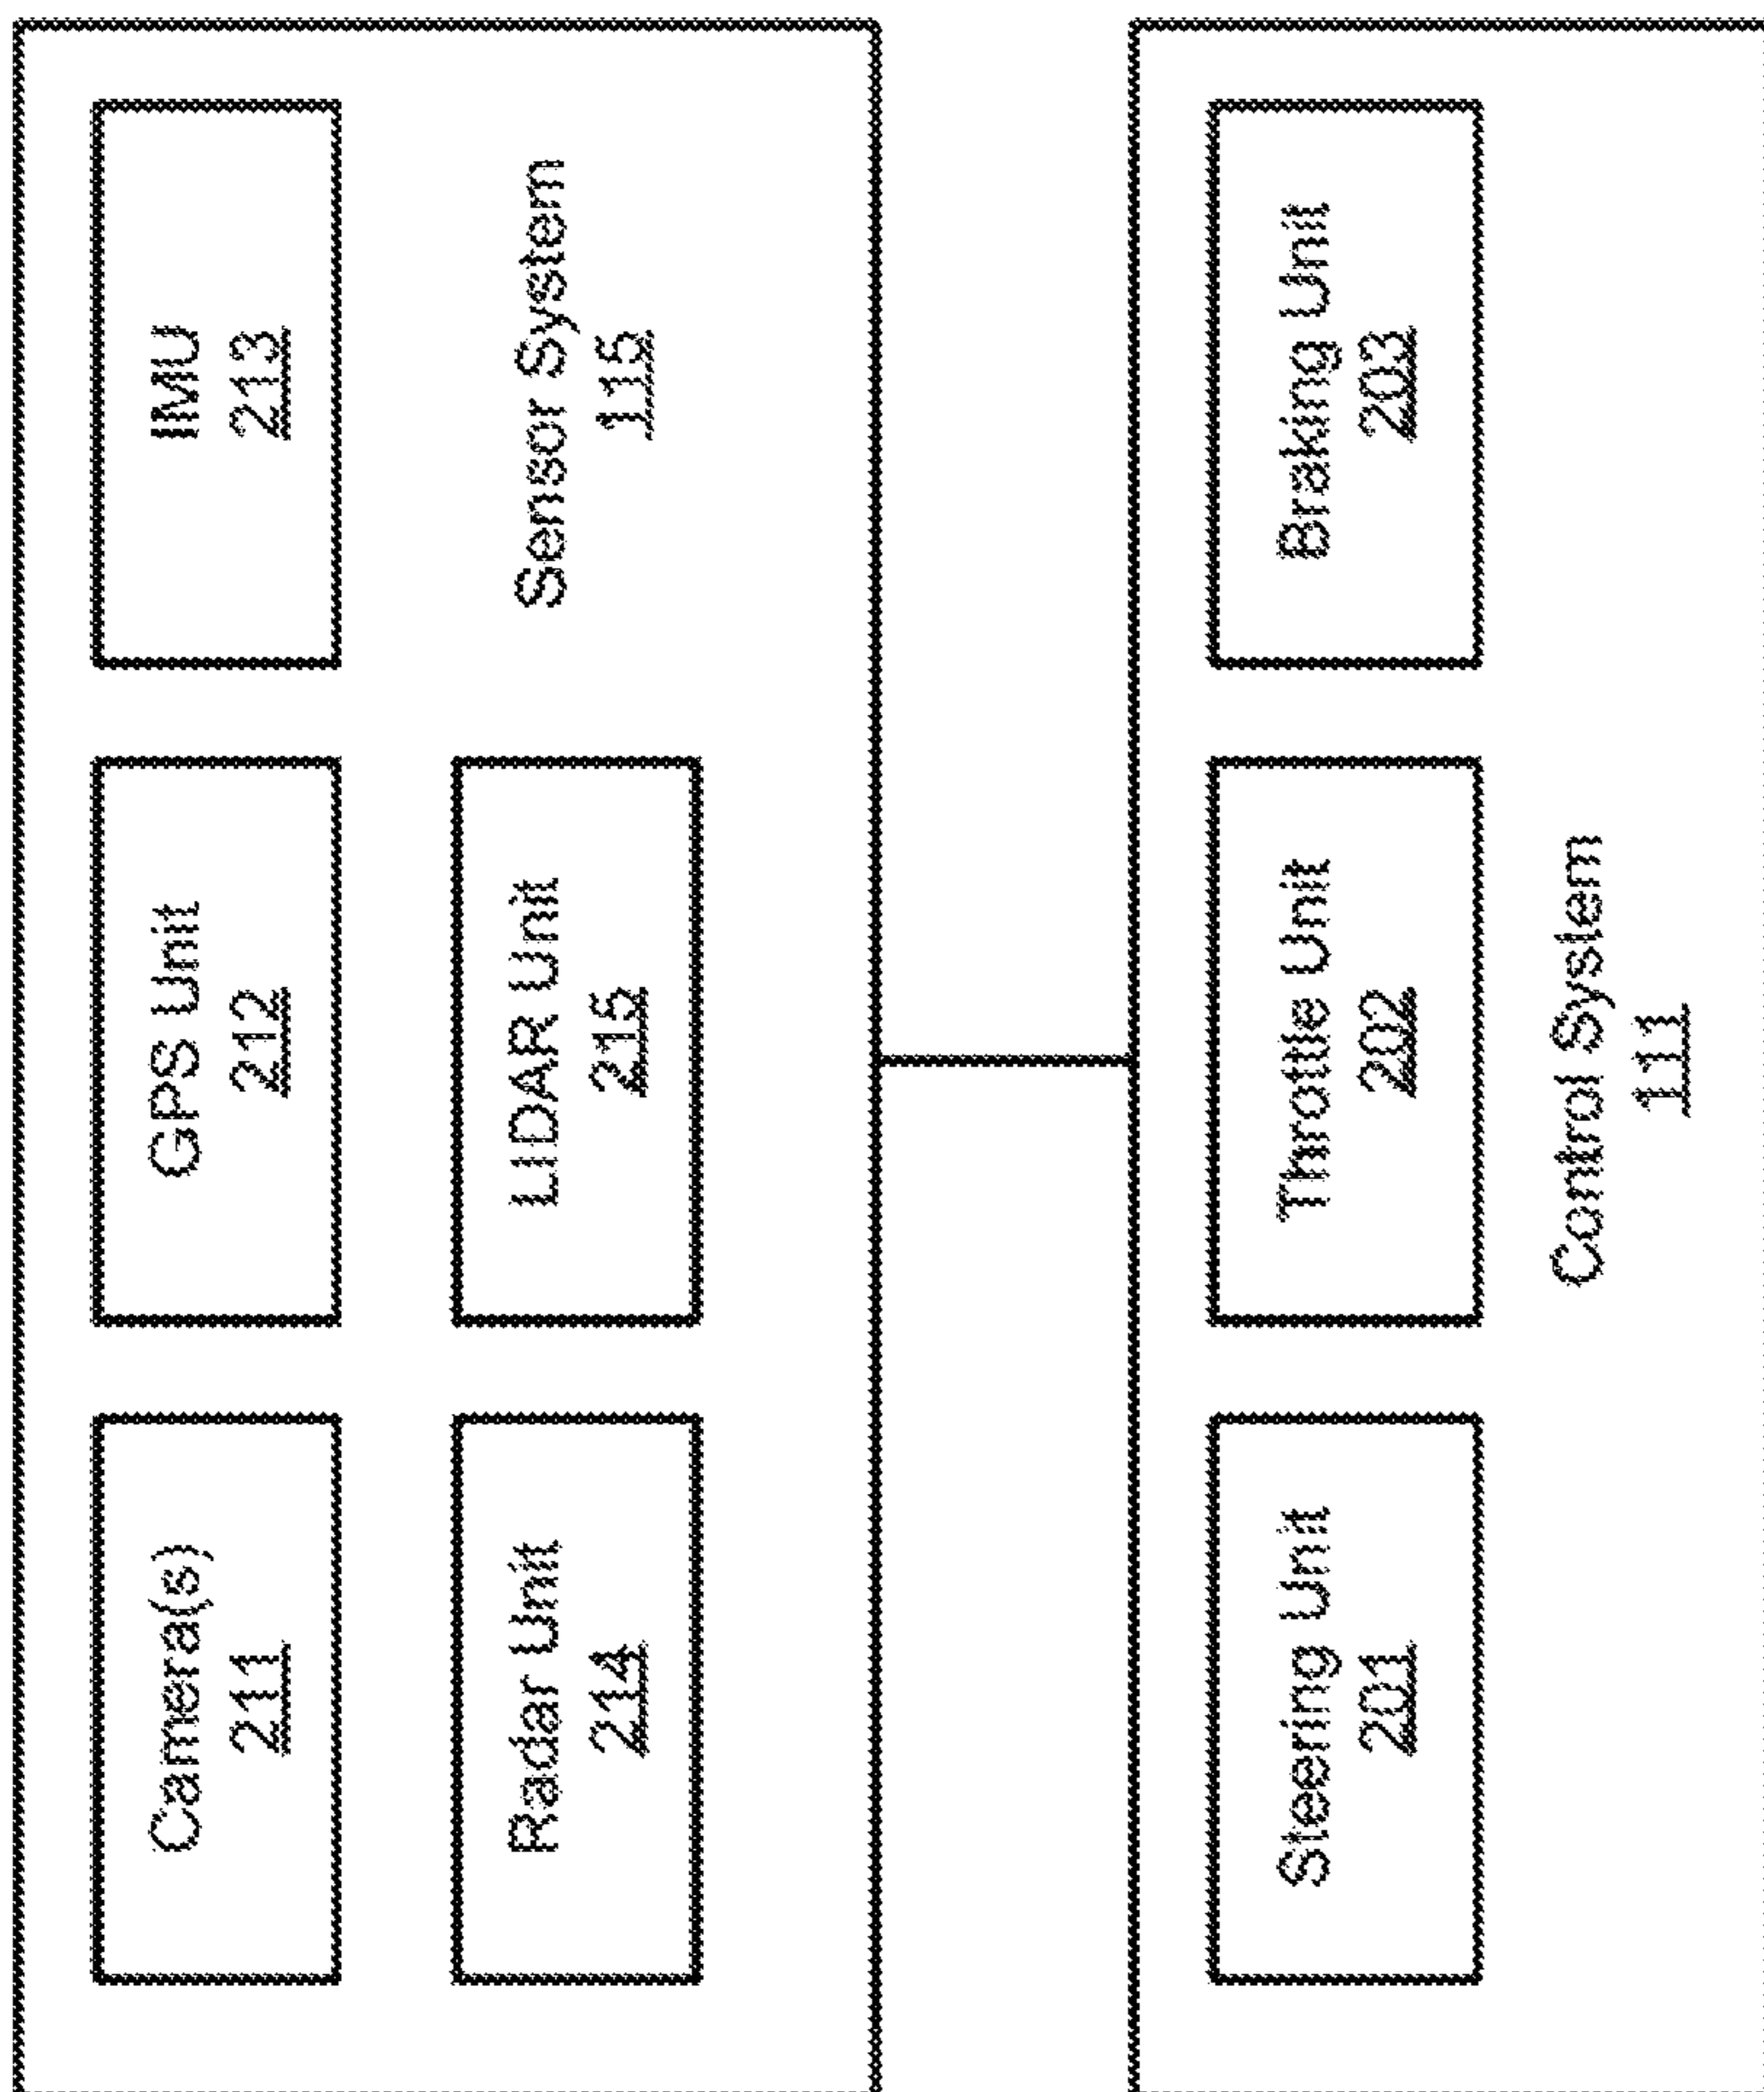 Camera(s)
211
GPS Unit
212
IMU
213
Radar Unit
214
LIDAR Unit
215
Sensor System
115
Steering Unit
201
Throttle Unit
202
Braking Unit
203
Control System
111